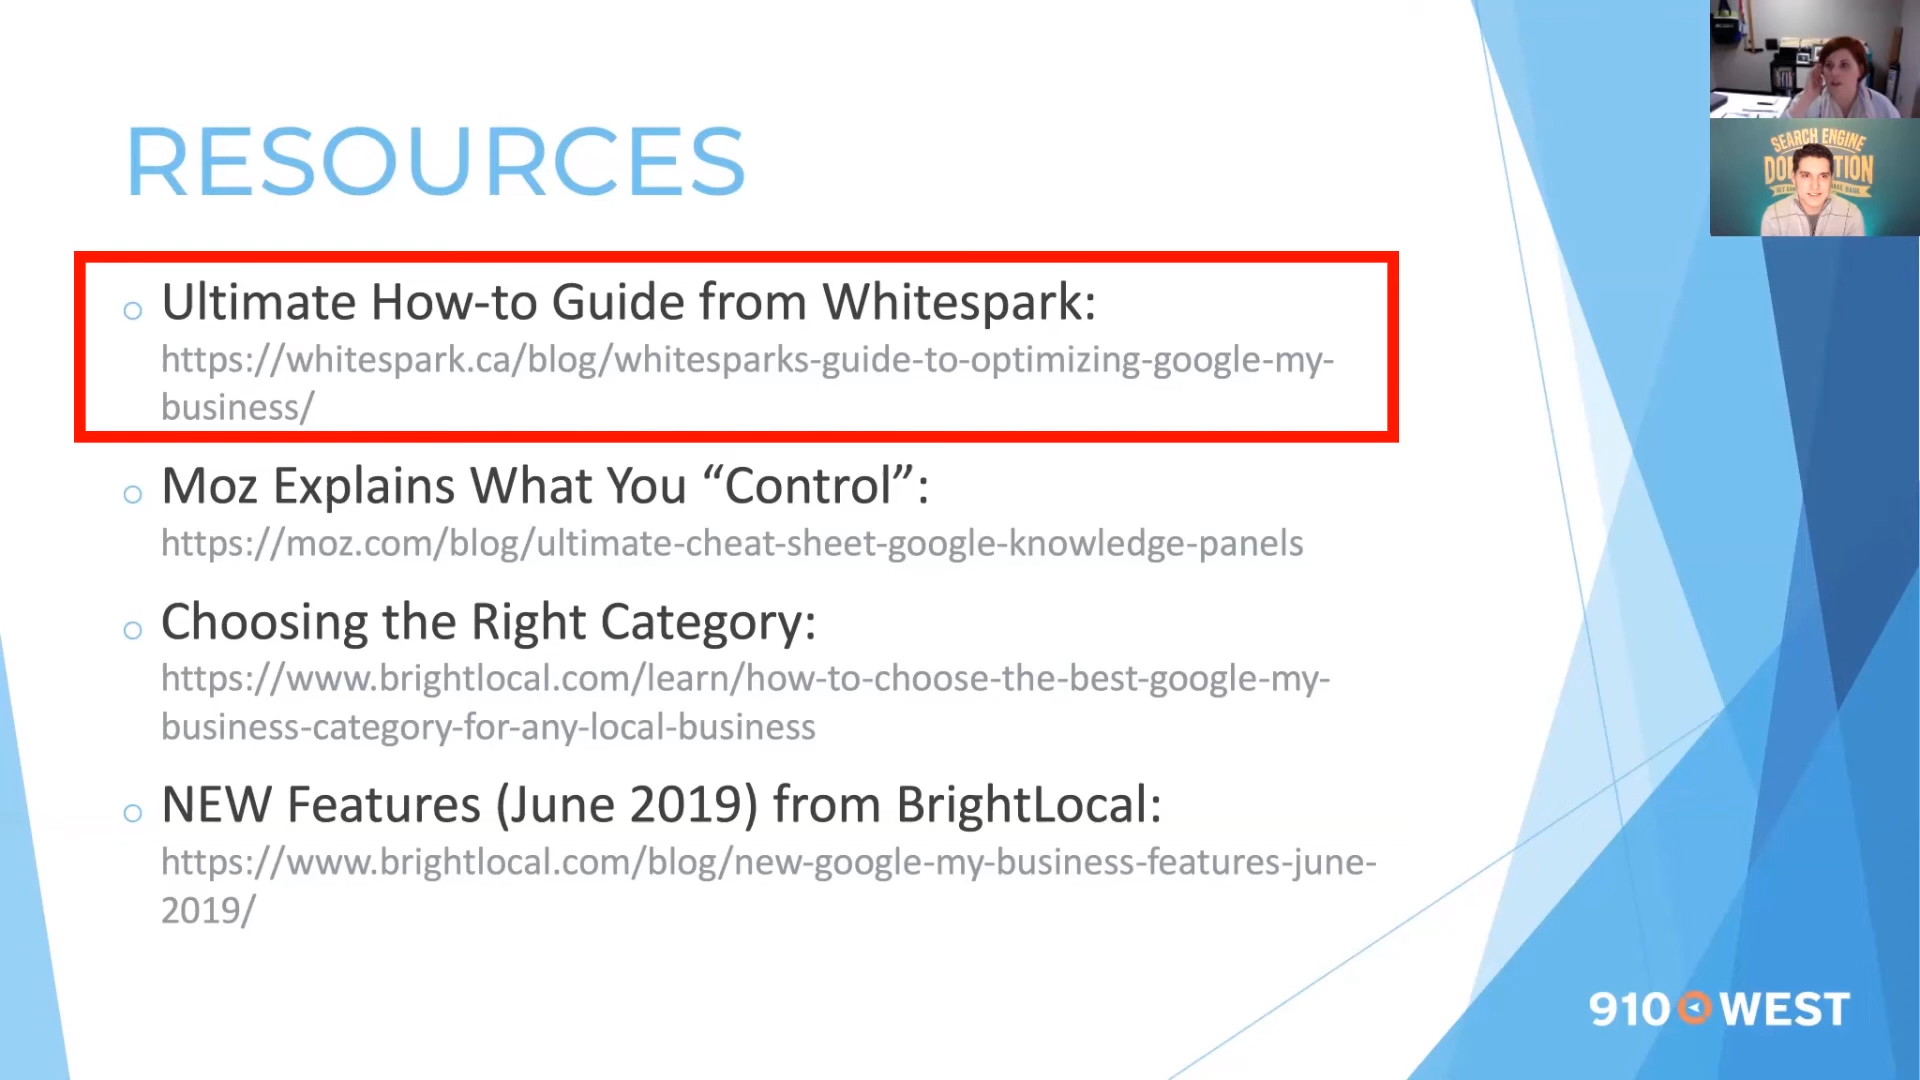 RESOURCES
Ultimate How-to Guide from Whitespark:
https://whitespark.ca/blog/whitesparks-guide-to-optimizing-google-my-
business/
Moz Explains What You “Control”:
https://moz.com/blog/ultimate-cheat-sheet-google-knowledge-panels
Choosing the Right Category:
https://www.brightlocal.com/learn/how-to-choose-the-best-google-my-
business-category-for-any-local-business
NEW Features (June 2019) from BrightLocal:
https://www.brightlocal.com/blog/new-google-my-business-features-june-
2019/
SEARCH ENGINE
910 WEST